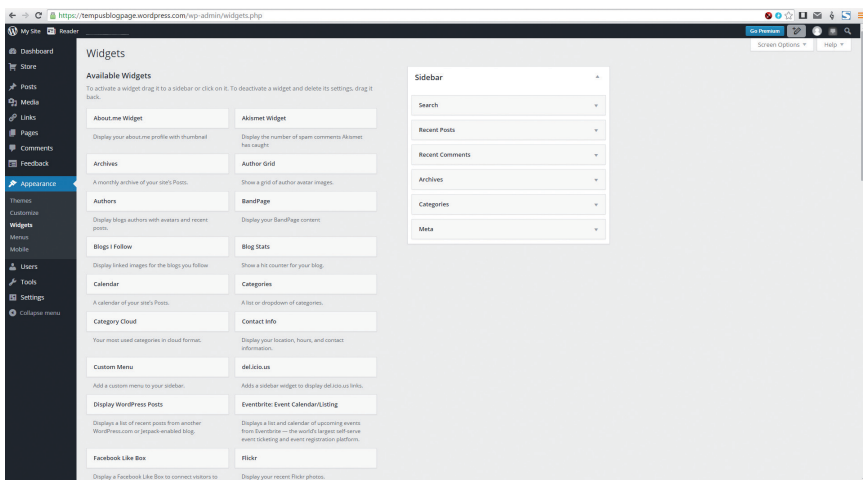 https://tempusblogpage.wordpress.com/wp-admin/widgets.php
My Site Reader
Go Premium
Screen Options Help
Dashboard
Store
Posts
Media
Links
Pages
Comments
Feedback
Appearance
Themes
Customize
Widgets
Menus
Mobile
Users
Tools
Settings
Collapse menu
Widgets
Available Widgets
To activate a widget drag it to a sidebar or click on it. To deactivate a widget and delete its settings, drag it
back.
About.me Widget
Display your about.me profile with thumbnail
Akismet Widget
Display the number of spam comments Akismet
has caught
Archives
A monthly archive of your site's Posts.
Author Grid
Show a grid of author avatar images.
Authors
Display blogs authors with avatars and recent
posts.
BandPage
Display your BandPage content
Blogs I Follow
Display linked images for the blogs you follow
Blog Stats
Show a hit counter for your blog.
Calendar
A calendar of your site's Posts.
Categories
A list or dropdown of categories.
Category Cloud
Your most used categories in cloud format.
Contact Info
Display your location, hours, and contact
information.
Custom Menu
Add a custom menu to your sidebar.
del.icio.us
Adds a sidebar widget to display del.icio.us links.
Display WordPress Posts
Displays a list of recent posts from another
WordPress.com or Jetpack-enabled blog.
Eventbrite: Event Calendar/Listing
Displays a list and calendar of upcoming events
from Eventbrite — the world's largest self-serve
event ticketing and event registration platform.
Facebook Like Box
Display a Facebook Like Box to connect visitors to
Flickr
Display your recent Flickr photos.
Sidebar
Search
Recent Posts
Recent Comments
Archives
Categories
Meta